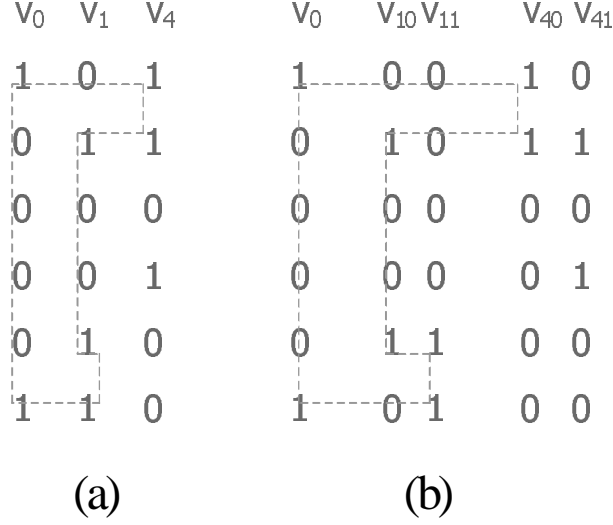 V₀ V₁ V₄ V₀ V₁₀ V₁₁ V₄₀ V₄₁
1 0 1 1 0 0 1 0
0 1 1 0 1 0 1 1
0 0 0 0 0 0 0 0
0 0 1 0 0 0 0 1
0 1 0 0 1 1 0 0
1 1 0 1 0 1 0 0
(a) (b)